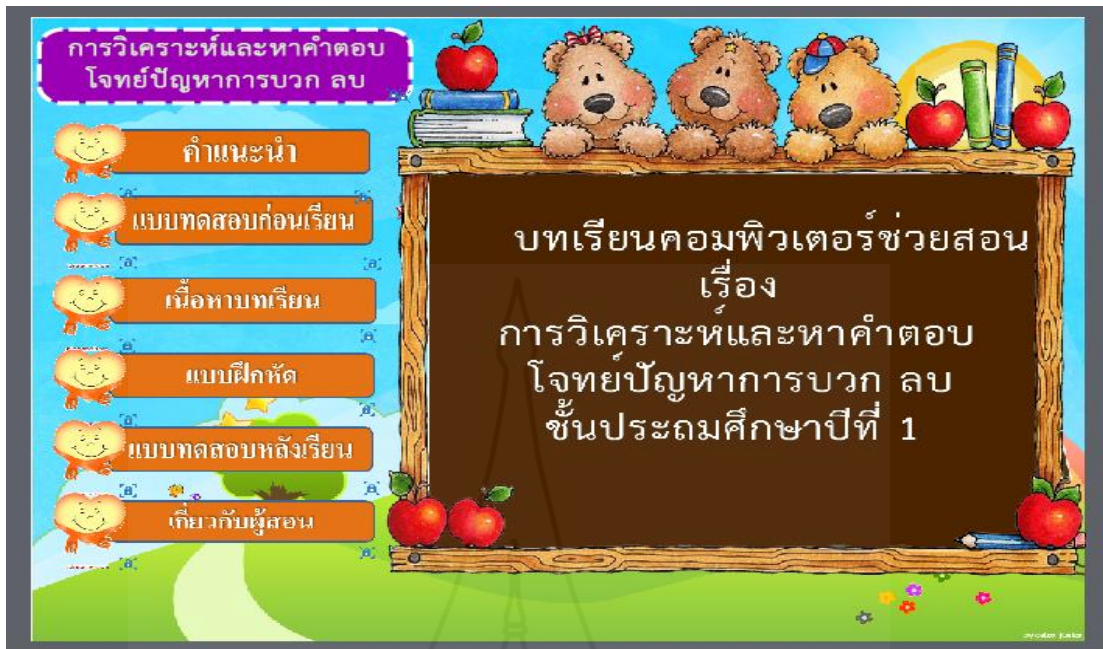 การวิเคราะห์และหาคำตอบ
โจทย์ปัญหาการบวก ลบ
คำแนะนำ
แบบทดสอบก่อนเรียน
เนื้อหาบทเรียน
แบบฝึกหัด
แบบทดสอบหลังเรียน
เกี่ยวกับผู้สอน
บทเรียนคอมพิวเตอร์ช่วยสอน
เรื่อง
การวิเคราะห์และหาคำตอบ
โจทย์ปัญหาการบวก ลบ
ชั้นประถมศึกษาปีที่ 1